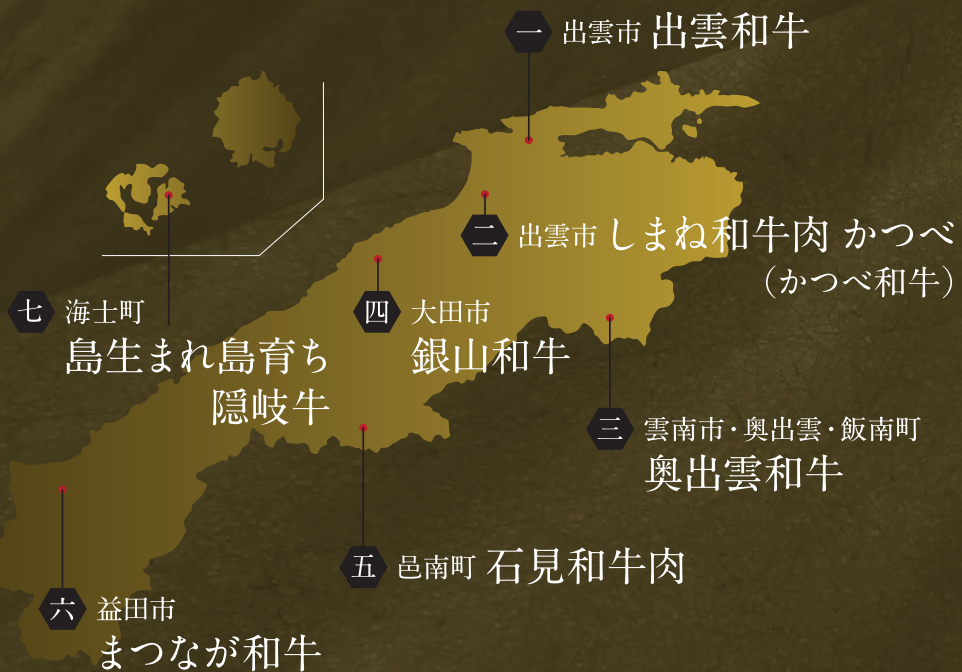 一 出雲市 出雲和牛
二 出雲市 しまね和牛肉 かつべ
（かつべ和牛）
三 雲南市・奥出雲・飯南町
奥出雲和牛
四 大田市
銀山和牛
五 邑南町 石見和牛肉
六 益田市
まつなが和牛
七 海士町
島生まれ島育ち
隠岐牛